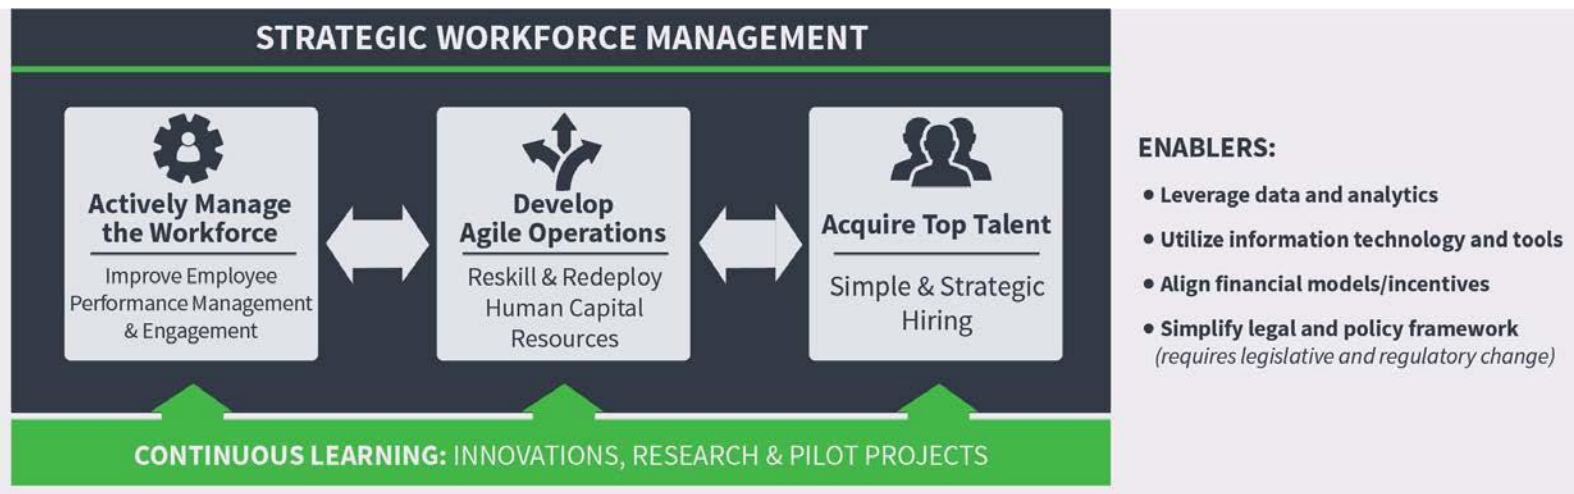 STRATEGIC WORKFORCE MANAGEMENT
Actively Manage
the Workforce
Improve Employee
Performance Management
& Engagement
Develop
Agile Operations
Reskill & Redeploy
Human Capital
Resources
Acquire Top Talent
Simple & Strategic
Hiring
CONTINUOUS LEARNING: INNOVATIONS, RESEARCH & PILOT PROJECTS
ENABLERS:
• Leverage data and analytics
• Utilize information technology and tools
• Align financial models/incentives
• Simplify legal and policy framework
(requires legislative and regulatory change)